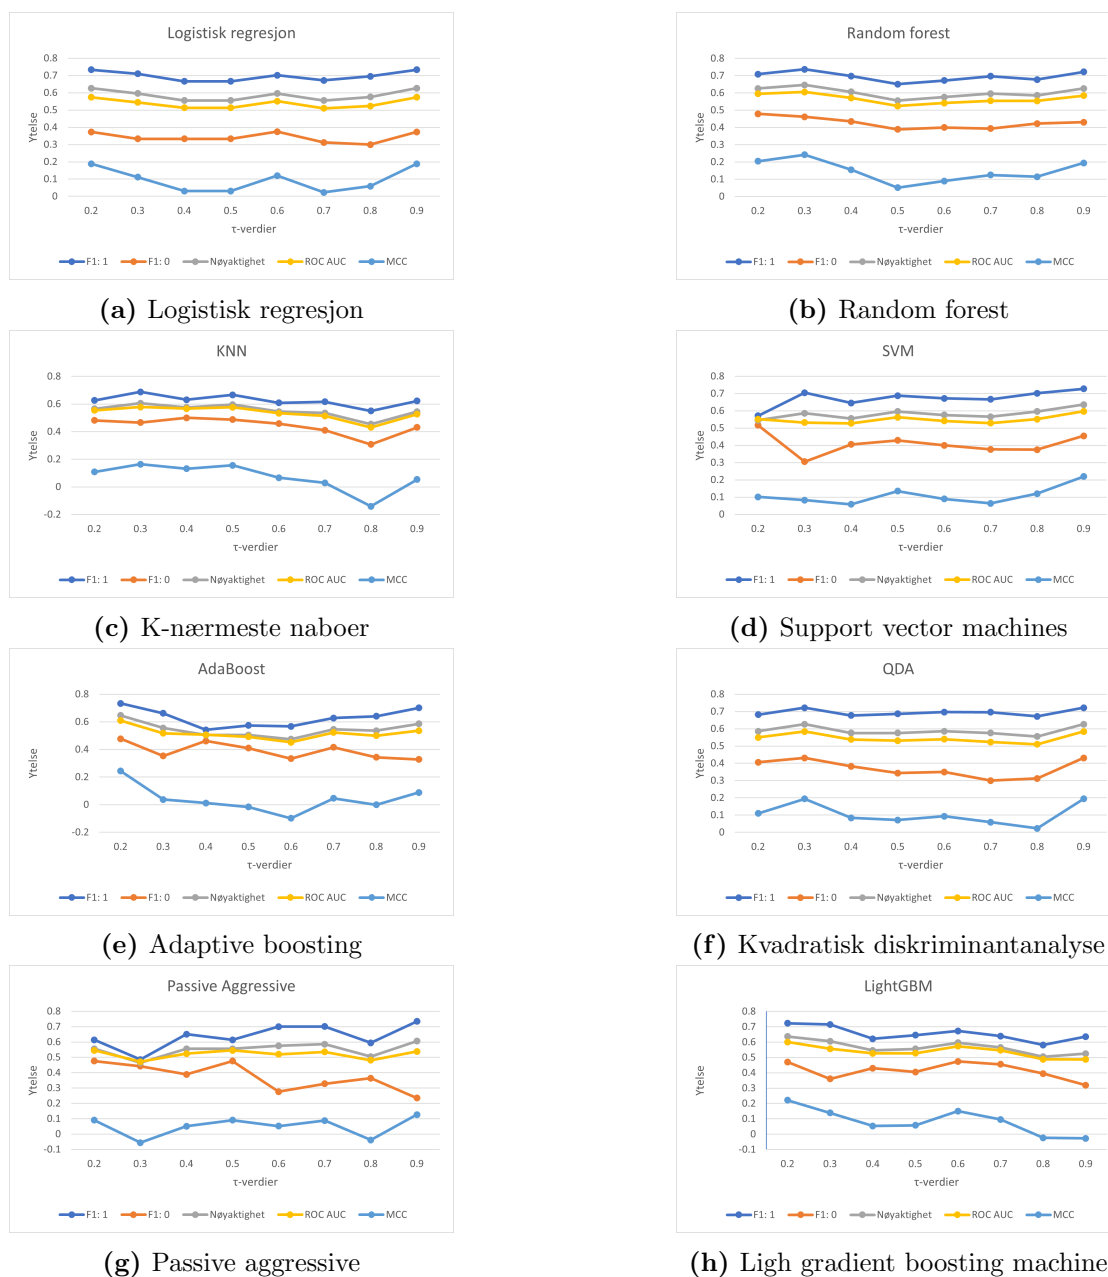 Logistisk regresjon
0.8
0.7
0.6
0.5
0.4
0.3
0.2
0.1
0
Ytelse
0.2 0.3 0.4 0.5 0.6 0.7 0.8 0.9
τ-verdier
F1: 1 F1: 0 Nøyaktighet ROC AUC MCC
(a) Logistisk regresjon
Random forest
0.8
0.7
0.6
0.5
0.4
0.3
0.2
0.1
0
Ytelse
0.2 0.3 0.4 0.5 0.6 0.7 0.8 0.9
τ-verdier
F1: 1 F1: 0 Nøyaktighet ROC AUC MCC
(b) Random forest
KNN
0.8
0.6
0.4
0.2
0
-0.2
Ytelse
0.2 0.3 0.4 0.5 0.6 0.7 0.8 0.9
τ-verdier
F1: 1 F1: 0 Nøyaktighet ROC AUC MCC
(c) K-nærmeste naboer
SVM
0.8
0.7
0.6
0.5
0.4
0.3
0.2
0.1
0
Ytelse
0.2 0.3 0.4 0.5 0.6 0.7 0.8 0.9
τ-verdier
F1: 1 F1: 0 Nøyaktighet ROC AUC MCC
(d) Support vector machines
AdaBoost
0.8
0.6
0.4
0.2
0
-0.2
Ytelse
0.2 0.3 0.4 0.5 0.6 0.7 0.8 0.9
τ-verdier
F1: 1 F1: 0 Nøyaktighet ROC AUC MCC
(e) Adaptive boosting
QDA
0.8
0.7
0.6
0.5
0.4
0.3
0.2
0.1
0
Ytelse
0.2 0.3 0.4 0.5 0.6 0.7 0.8 0.9
τ-verdier
F1: 1 F1: 0 Nøyaktighet ROC AUC MCC
(f) Kvadratisk diskriminantanalyse
Passive Aggressive
0.8
0.7
0.6
0.5
0.4
0.3
0.2
0.1
0
-0.1
Ytelse
0.2 0.3 0.4 0.5 0.6 0.7 0.8 0.9
τ-verdier
F1: 1 F1: 0 Nøyaktighet ROC AUC MCC
(g) Passive aggressive
LightGBM
0.8
0.7
0.6
0.5
0.4
0.3
0.2
0.1
0
-0.1
Ytelse
0.2 0.3 0.4 0.5 0.6 0.7 0.8 0.9
τ-verdier
F1: 1 F1: 0 Nøyaktighet ROC AUC MCC
(h) Ligh gradient boosting machine